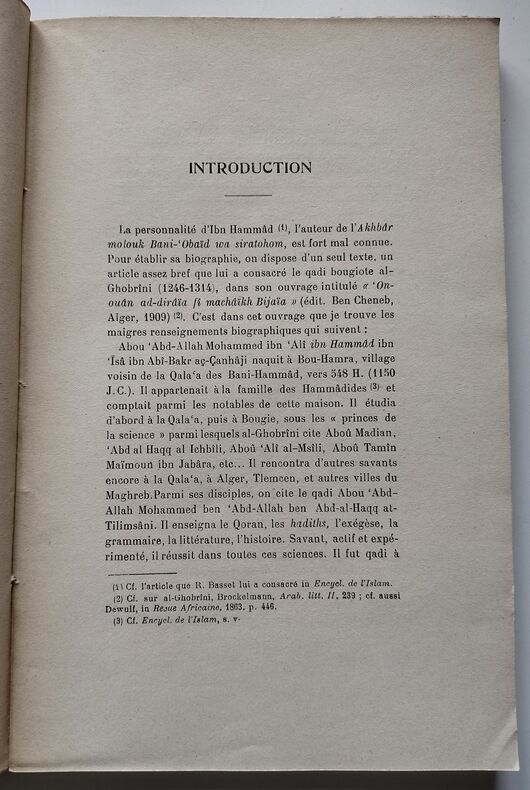 INTRODUCTION
La personnalité d'Ibn Hammâd (1), l'auteur de l'Akhbâr
molouk Bani-‘Obaïd wa siratohom, est fort mal connue.
Pour établir sa biographie, on dispose d'un seul texte, un
article assez bref que lui a consacré le qadi bougiote al-
Ghobrîni (1246-1314), dans son ouvrage intitulé « ‘On-
ouân ad-dirâïa fi machâïkh Bijaïa » (édit. Ben Cheneb,
Alger, 1909) (2). C'est dans cet ouvrage que je trouve les
maigres renseignements biographiques qui suivent :
Abou ‘Abd-Allah Mohammed ibn ‘Alî ibn Hammâd ibn
‘Isâ ibn Abi-Bakr aç-Çanhâji naquit à Bou-Hamra, village
voisin de la Qala‘a des Bani-Hammâd, vers 548 H. (1150
J.C.). Il appartenait à la famille des Hammâdides (3) et
comptait parmi les notables de cette maison. Il étudia
d'abord à la Qala‘a, puis à Bougie, sous les « princes de
la science » parmi lesquels al-Ghobrîni cite Aboû Madian,
‘Abd al Haqq al Ichbîli, Aboû ‘Alî al-Msîli, Aboû Tamîn
Maïmoun ibn Jabâra, etc... Il rencontra d'autres savants
encore à la Qala‘a, à Alger, Tlemcen, et autres villes du
Maghreb.Parmi ses disciples, on cite le qadi Abou ‘Abd-
Allah Mohammed ben ‘Abd-Allah ben Abd-al-Haqq at-
Tilimsâni. Il enseigna le Qoran, les hadiths, l'exégèse, la
grammaire, la littérature, l'histoire. Savant, actif et expé-
rimenté, il réussit dans toutes ces sciences. Il fut qadi à
(1) Cf. l'article que R. Basset lui a consacré in Encycl. de l'Islam.
(2) Cf. sur al-Ghobrîni, Brockelmann, Arab. litt. II, 239 ; cf. aussi
Dewulf, in Revue Africaine, 1863. p. 446.
(3) Cf. Encycl. de l'Islam, s. v-